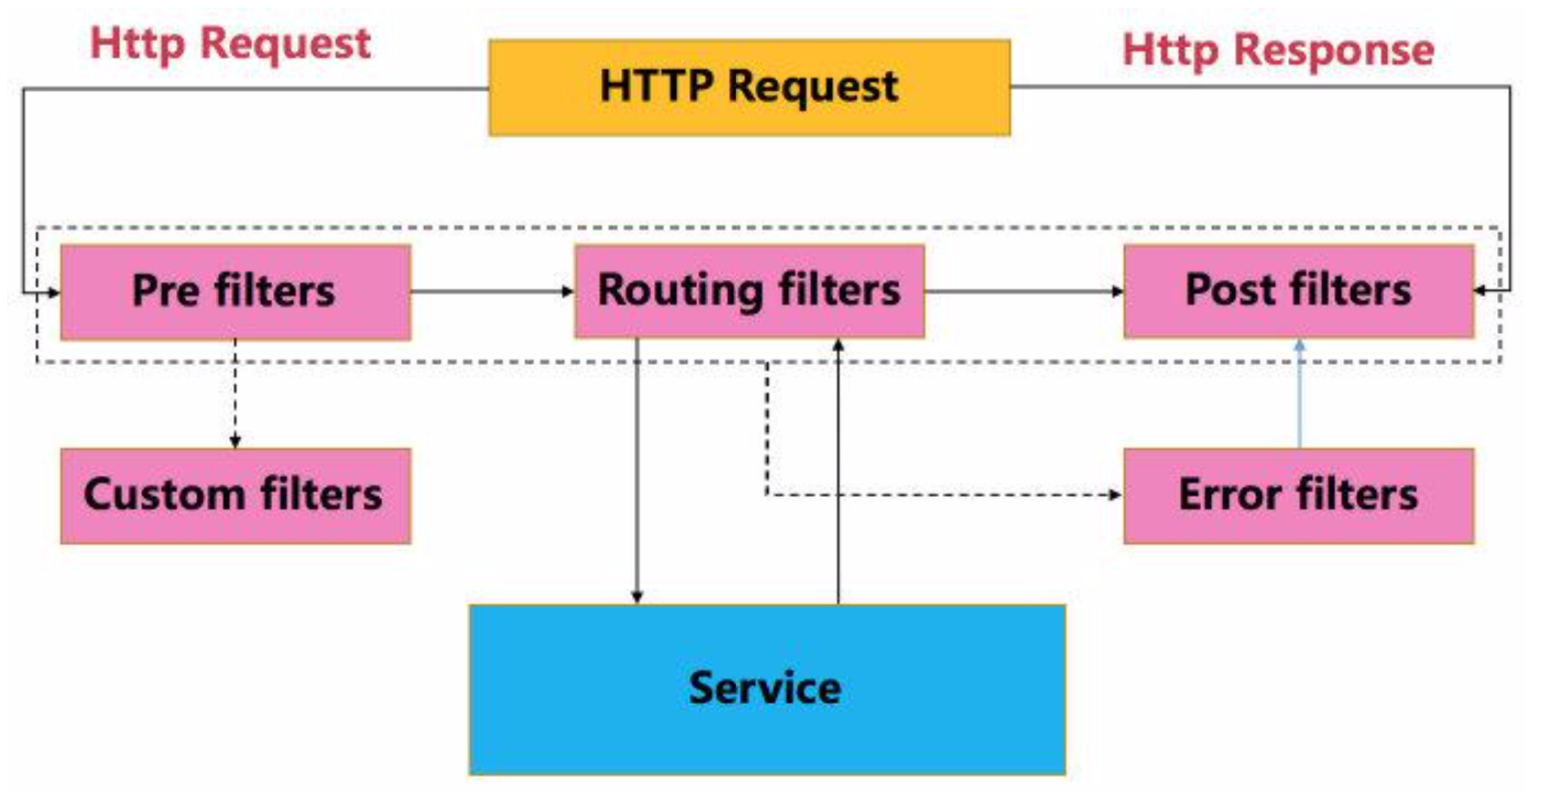 Http Request
HTTP Request
Http Response
Pre filters
Routing filters
Post filters
Custom filters
Error filters
Service